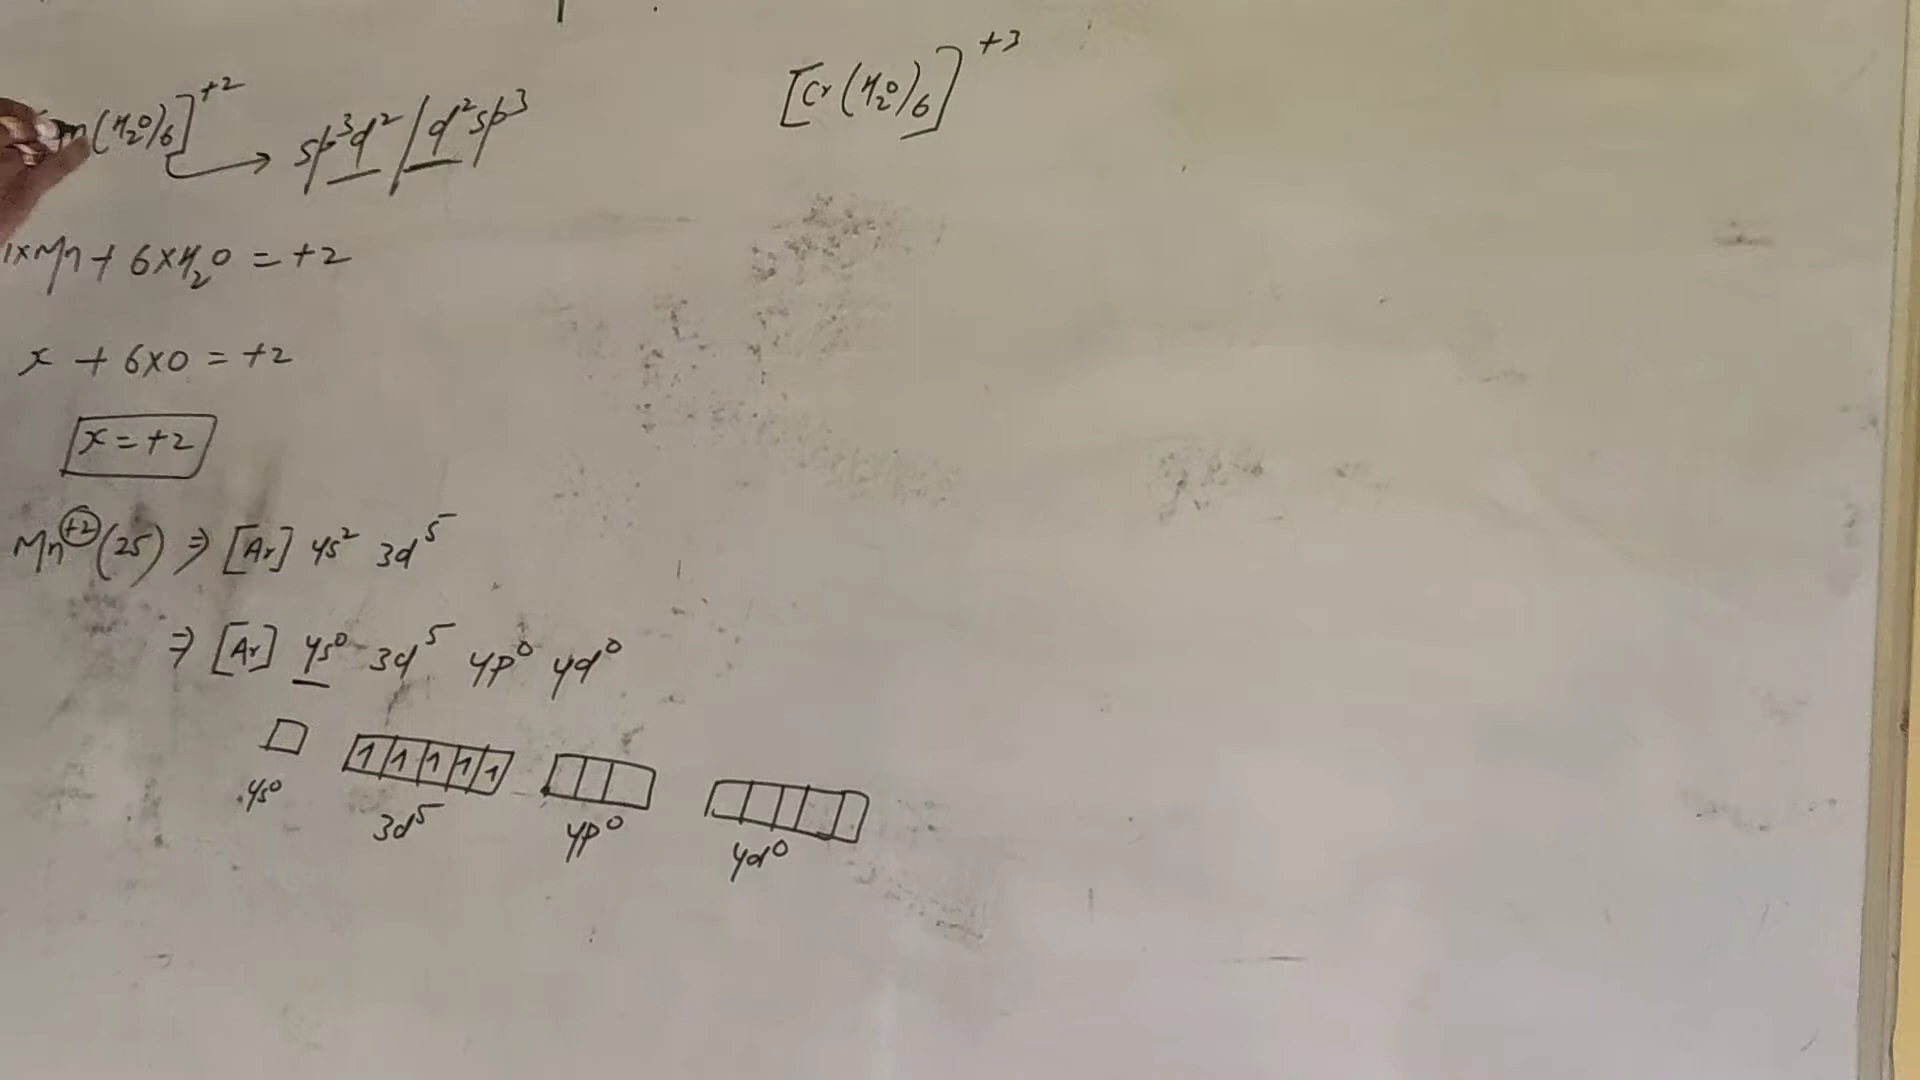 [Mn(H2O)6]+2 → sp3d2 / d2sp3
[Cr(H2O)6]+3
1×Mn + 6×H2O = +2
x + 6×0 = +2
x = +2
Mn+2(25) ⇒ [Ar] 4s2 3d5
⇒ [Ar] 4s0 3d5 4p0 4d0
1 1 1 1 1
4s0 3d5 4p0 4d0